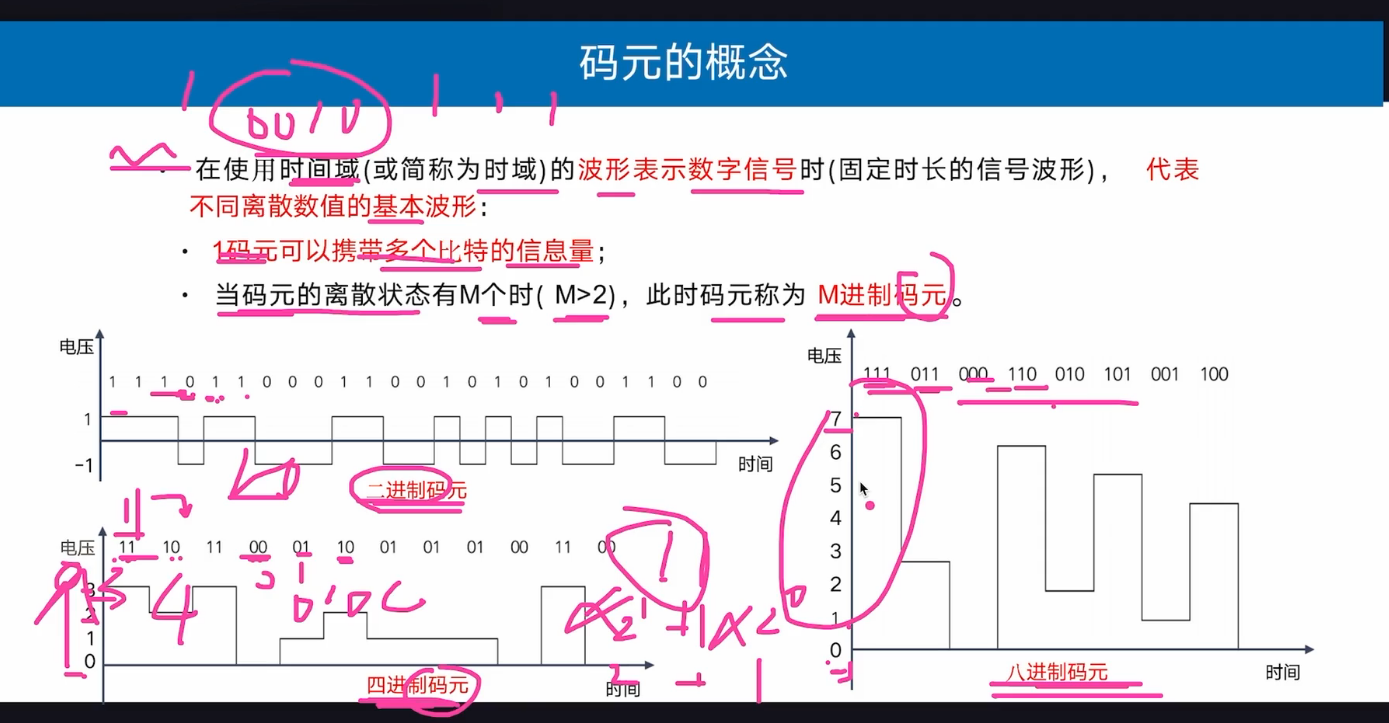 码元的概念
在使用时间域(或简称为时域)的波形表示数字信号时(固定时长的信号波形)， 代表
不同离散数值的基本波形：
· 1码元可以携带多个比特的信息量；
· 当码元的离散状态有M个时( M>2)，此时码元称为 M进制码元。
电压
1 1 1 0 1 1 0 0 0 1 1 0 0 1 0 1 0 1 0 0 1 1 0 0
1
-1
时间
二进制码元
电压
11 10 11 00 01 10 01 01 01 00 11 00
3
2
1
0
时间
四进制码元
电压
111 011 000 110 010 101 001 100
7
6
5
4
3
2
1
0
时间
八进制码元